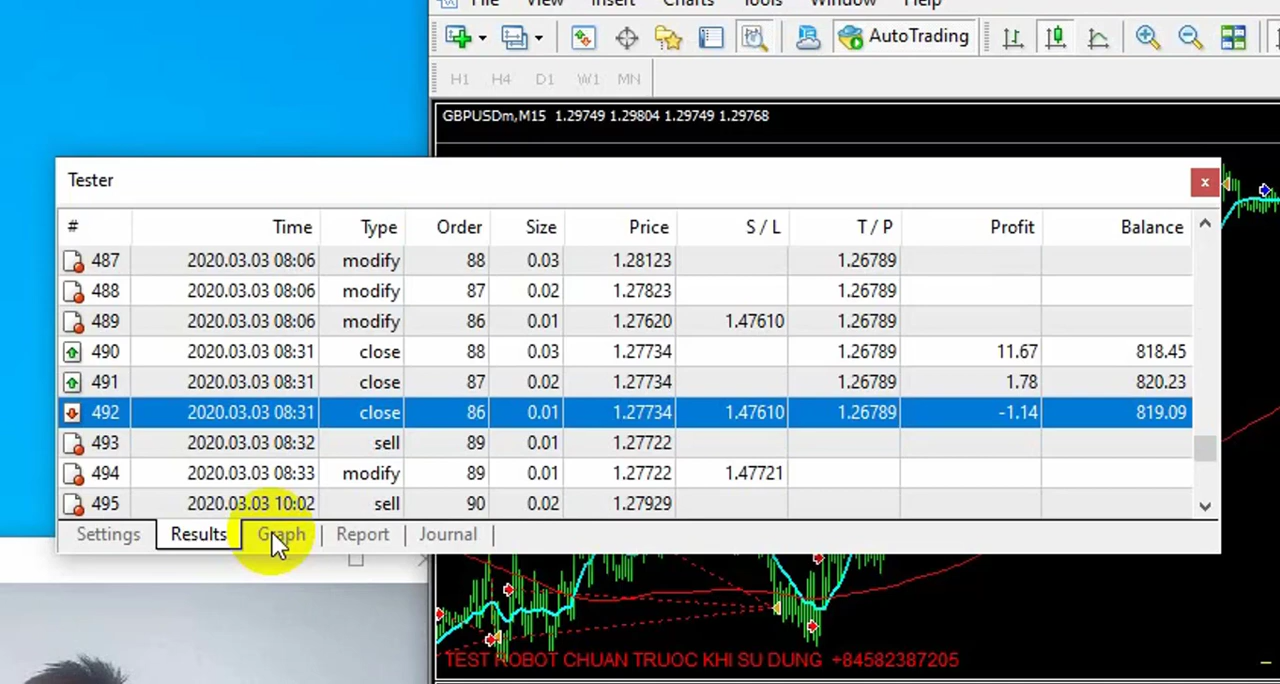 File View Insert Charts Tools Window Help
AutoTrading
H1 H4 D1 W1 MN
GBPUSDm,M15 1.29749 1.29804 1.29749 1.29768
Tester
# Time Type Order Size Price S / L T / P Profit Balance
487 2020.03.03 08:06 modify 88 0.03 1.28123 1.26789
488 2020.03.03 08:06 modify 87 0.02 1.27823 1.26789
489 2020.03.03 08:06 modify 86 0.01 1.27620 1.47610 1.26789
490 2020.03.03 08:31 close 88 0.03 1.27734 1.26789 11.67 818.45
491 2020.03.03 08:31 close 87 0.02 1.27734 1.26789 1.78 820.23
492 2020.03.03 08:31 close 86 0.01 1.27734 1.47610 1.26789 -1.14 819.09
493 2020.03.03 08:32 sell 89 0.01 1.27722
494 2020.03.03 08:33 modify 89 0.01 1.27722 1.47721
495 2020.03.03 10:02 sell 90 0.02 1.27929
Settings Results Graph Report Journal
TEST ROBOT CHUAN TRUOC KHI SU DUNG +84582387205